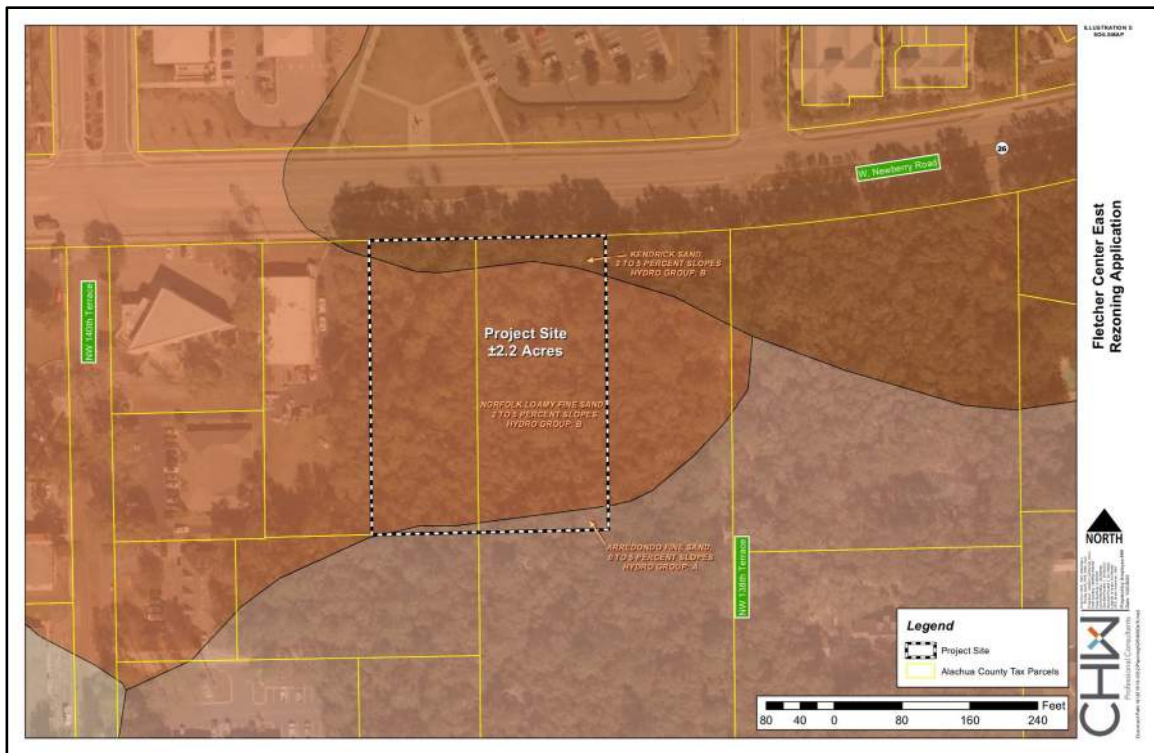 ILLUSTRATION 5:
SOILS MAP
26
W. Newberry Road
KENDRICK SAND,
2 TO 5 PERCENT SLOPES
HYDRO GROUP: B
Project Site
±2.2 Acres
NW 140th Terrace
NORFOLK LOAMY FINE SAND,
2 TO 5 PERCENT SLOPES
HYDRO GROUP: B
ARREDONDO FINE SAND,
0 TO 5 PERCENT SLOPES
HYDRO GROUP: A
NW 138th Terrace
Legend
Project Site
Alachua County Tax Parcels
Feet
80 40 0 80 160 240
Fletcher Center East
Rezoning Application
NORTH
CHW
Professional Consultants